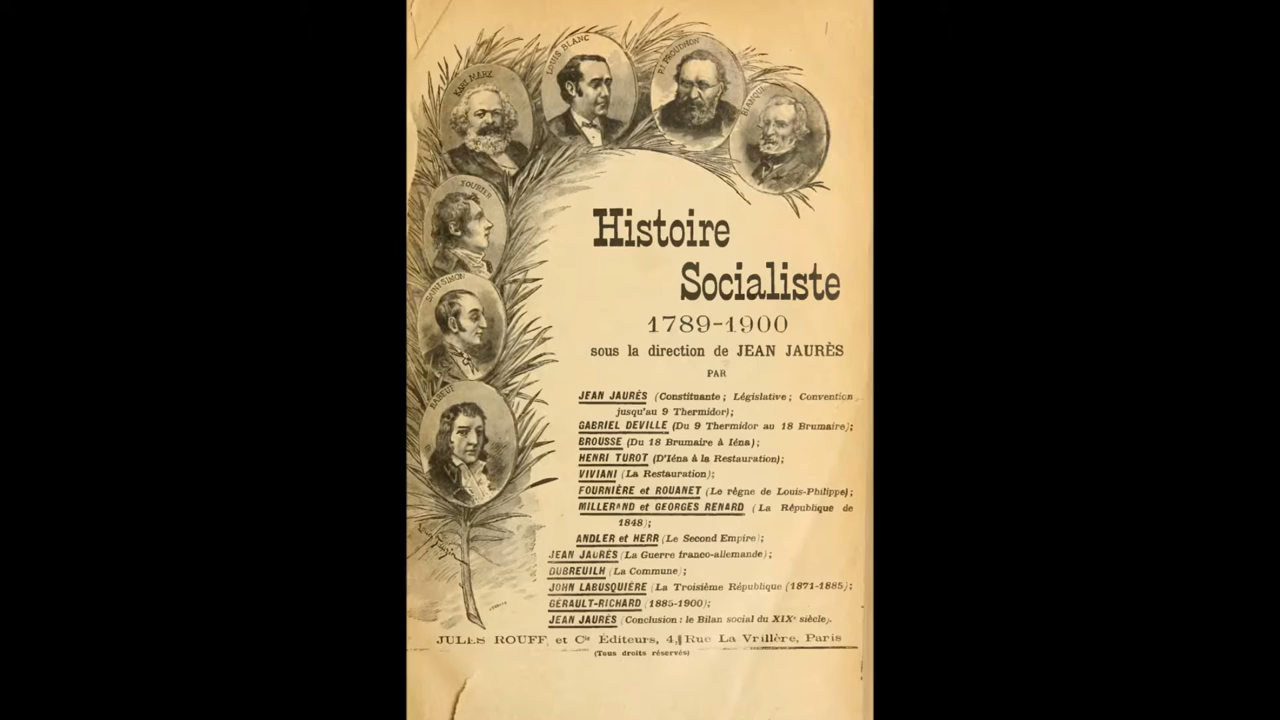 KARL MARX
LOUIS BLANC
P.J. PROUDHON
BLANQUI
FOURIER
SAINT-SIMON
BABEUF
Histoire
Socialiste
1789-1900
sous la direction de JEAN JAURÈS
PAR
JEAN JAURÈS (Constituante; Législative; Convention
jusqu'au 9 Thermidor);
GABRIEL DEVILLE (Du 9 Thermidor au 18 Brumaire);
BROUSSE (Du 18 Brumaire à Iéna);
HENRI TUROT (D'Iéna à la Restauration);
VIVIANI (La Restauration);
FOURNIÈRE et ROUANET (Le règne de Louis-Philippe);
MILLERAND et GEORGES RENARD (La République de
1848);
ANDLER et HERR (Le Second Empire);
JEAN JAURÈS (La Guerre franco-allemande);
DUBREUILH (La Commune);
JOHN LABUSQUIÈRE (La Troisième République (1871-1885);
GÉRAULT-RICHARD (1885-1900);
JEAN JAURÈS (Conclusion: le Bilan social du XIXe siècle).
JULES ROUFF, et Cie Éditeurs, 4, Rue La Vrillère, Paris
(Tous droits réservés)